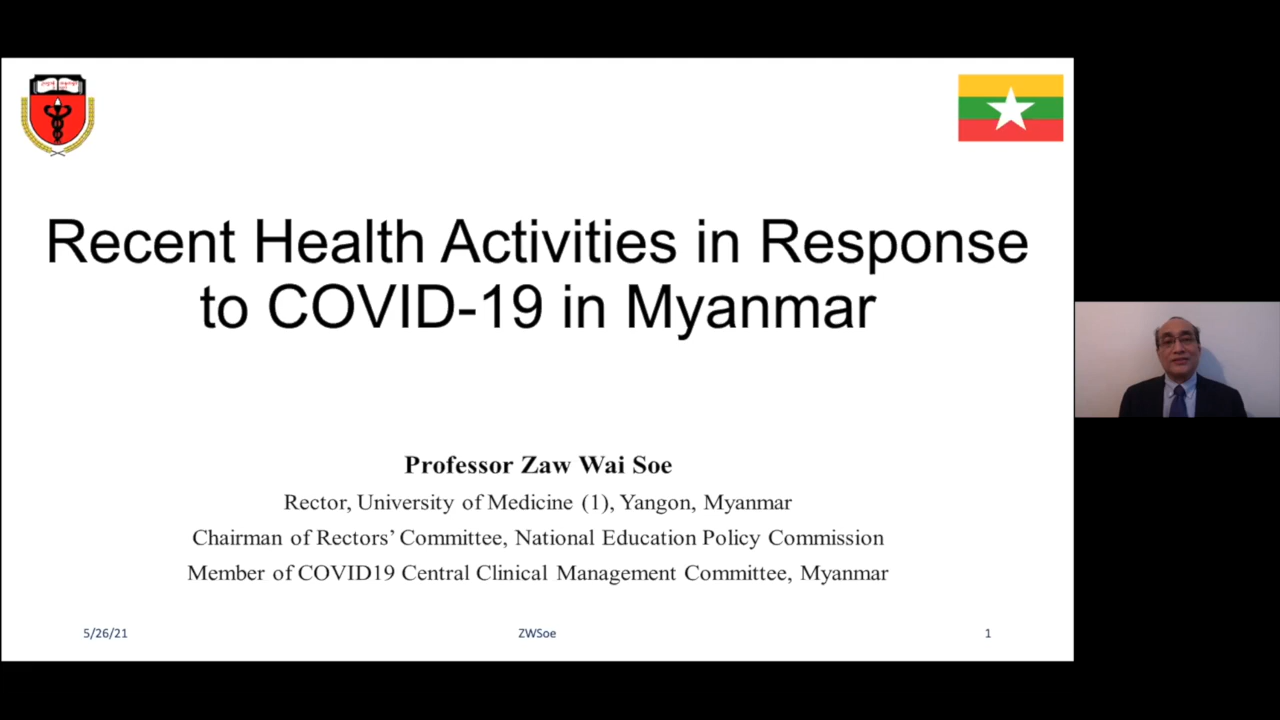 Recent Health Activities in Response
to COVID-19 in Myanmar
Professor Zaw Wai Soe
Rector, University of Medicine (1), Yangon, Myanmar
Chairman of Rectors’ Committee, National Education Policy Commission
Member of COVID19 Central Clinical Management Committee, Myanmar
5/26/21 ZWSoe 1